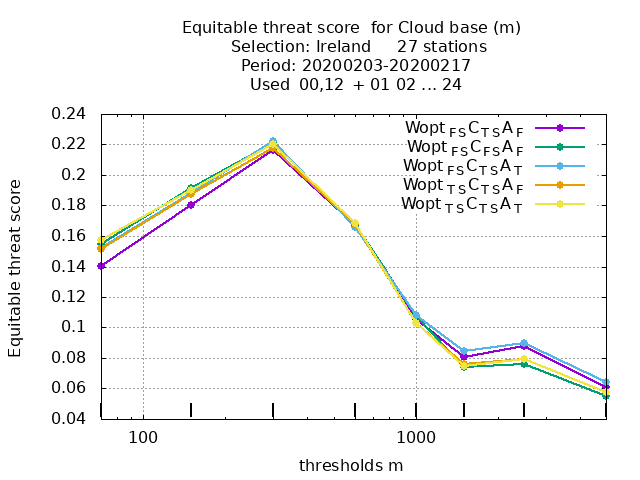 Equitable threat score  for Cloud base (m)
Selection: Ireland     27 stations
Period: 20200203-20200217
Used  00,12  + 01 02 ... 24
0.24
0.22
0.2
0.18
0.16
0.14
0.12
0.1
0.08
0.06
0.04
Equitable threat score
Wopt FS C TS A F
Wopt FS C FS A F
Wopt FS C TS A T
Wopt TS C TS A F
Wopt TS C TS A T
100
1000
thresholds m